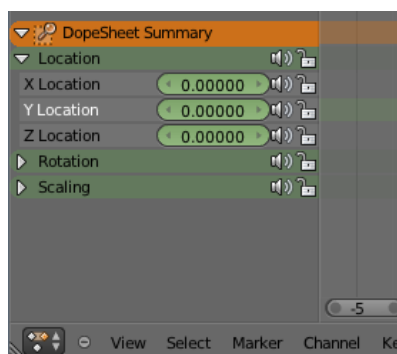 DopeSheet Summary
Location
X Location 0.00000
Y Location 0.00000
Z Location 0.00000
Rotation
Scaling
-5
View Select Marker Channel